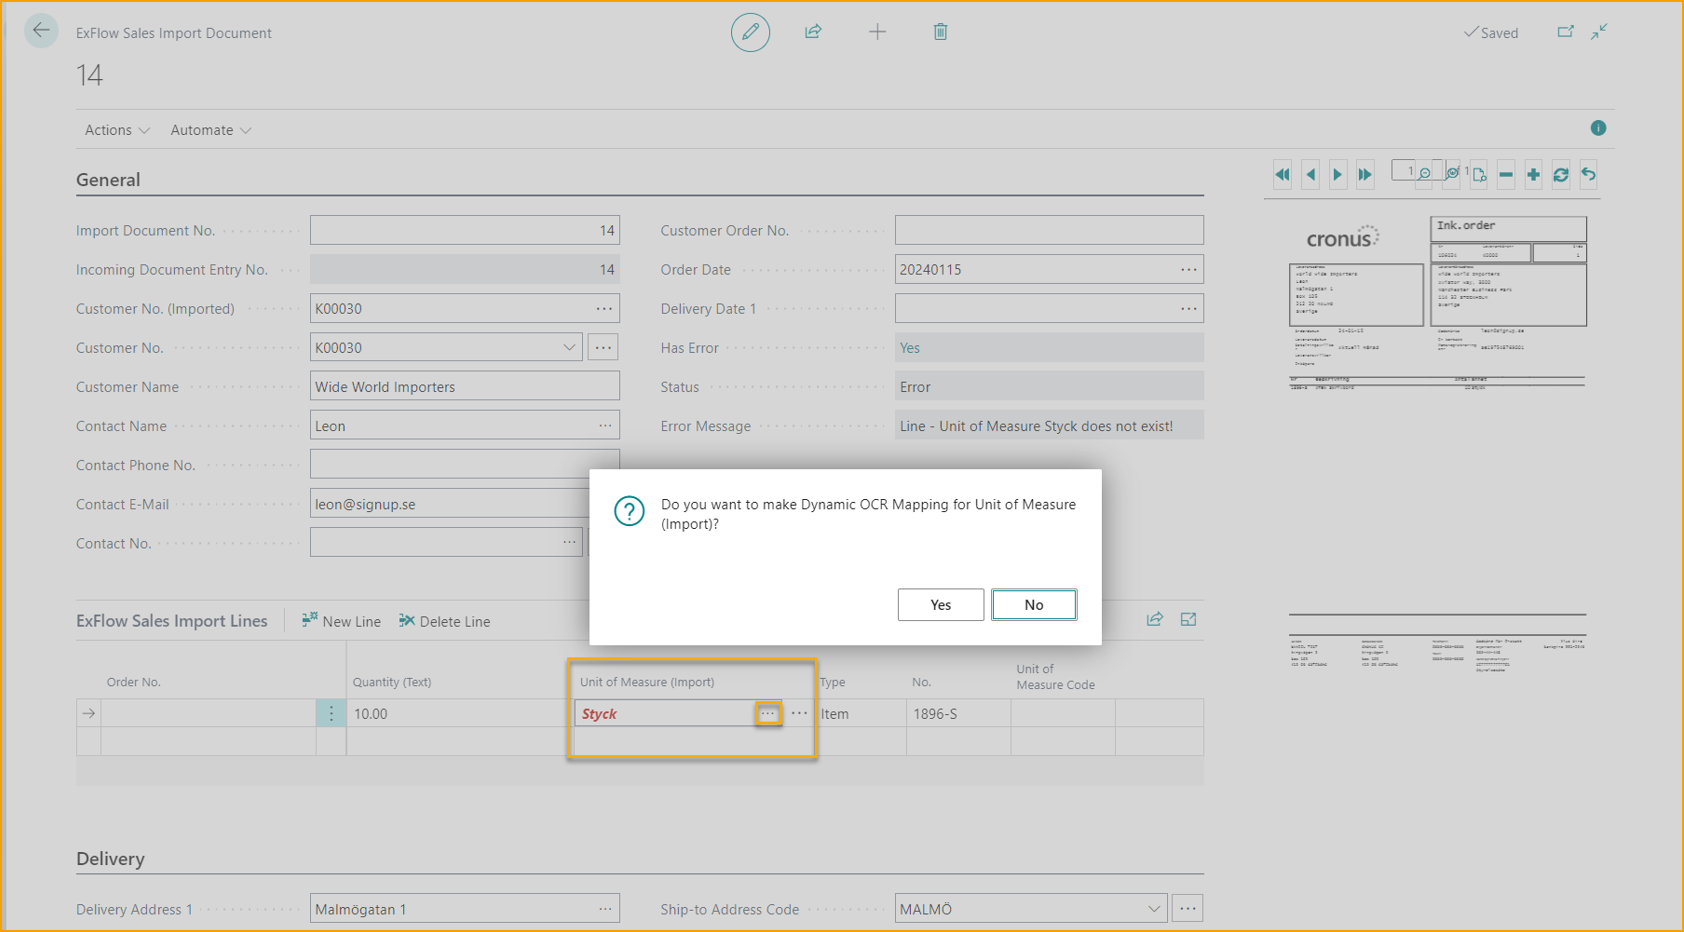 ExFlow Sales Import Document
Saved
14
Actions
Automate
General
Import Document No.
14
Incoming Document Entry No.
14
Customer No. (Imported)
K00030
Customer No.
K00030
Customer Name
Wide World Importers
Contact Name
Leon
Contact Phone No.
Contact E-Mail
leon@signup.se
Contact No.
Customer Order No.
Order Date
20240115
Delivery Date 1
Has Error
Yes
Status
Error
Error Message
Line - Unit of Measure Styck does not exist!
1
1
cronus
Ink.order
Do you want to make Dynamic OCR Mapping for Unit of Measure
(Import)?
Yes
No
ExFlow Sales Import Lines
New Line
Delete Line
Order No.
Quantity (Text)
Unit of Measure (Import)
Type
No.
Unit of
Measure Code
10.00
Styck
Item
1896-S
Delivery
Delivery Address 1
Malmögatan 1
Ship-to Address Code
MALMÖ